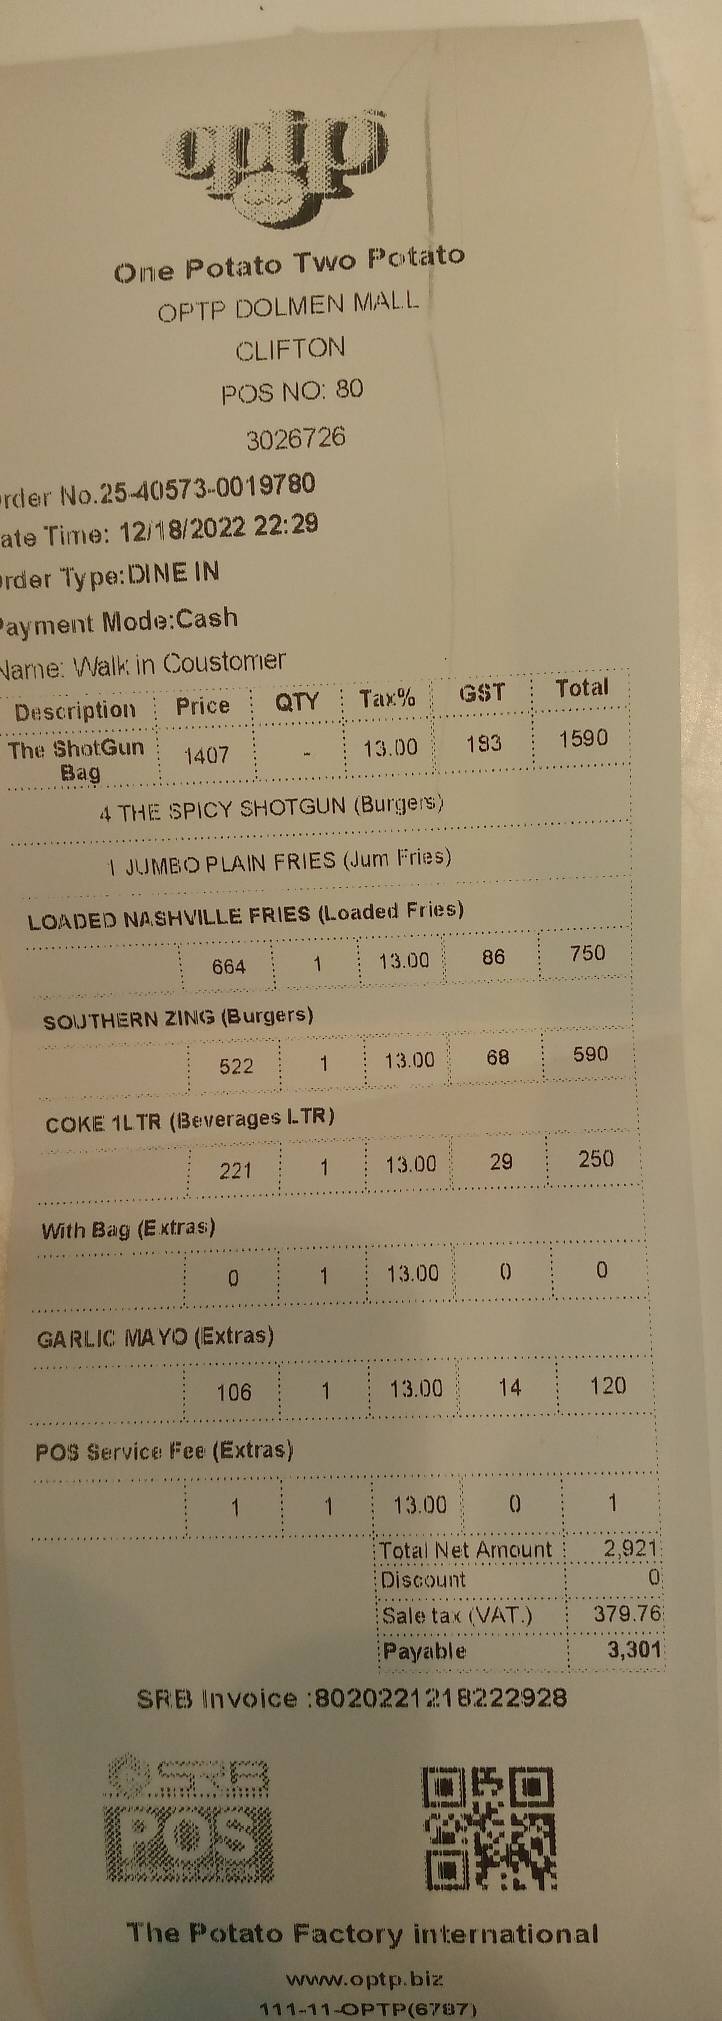 optp
One Potato Two Potato
OPTP DOLMEN MALL
CLIFTON
POS NO: 80
3026726
rder No.25-40573-0019780
ate Time: 12/18/2022 22:29
rder Type:DINE IN
ayment Mode:Cash
Name: Walk in Coustomer
Description Price QTY Tax% GST Total
The ShotGun Bag 1407 - 13.00 183 1590
4 THE SPICY SHOTGUN (Burgers)
1 JUMBO PLAIN FRIES (Jum Fries)
LOADED NASHVILLE FRIES (Loaded Fries)
664 1 13.00 86 750
SOUTHERN ZING (Burgers)
522 1 13.00 68 590
COKE 1LTR (Beverages LTR)
221 1 13.00 29 250
With Bag (Extras)
0 1 13.00 0 0
GARLIC MAYO (Extras)
106 1 13.00 14 120
POS Service Fee (Extras)
1 1 13.00 0 1
Total Net Amount 2,921
Discount 0
Sale tax (VAT.) 379.76
Payable 3,301
SRB Invoice :8020221218222928
SRB
POS
The Potato Factory international
www.optp.biz
111-11-OPTP(6787)